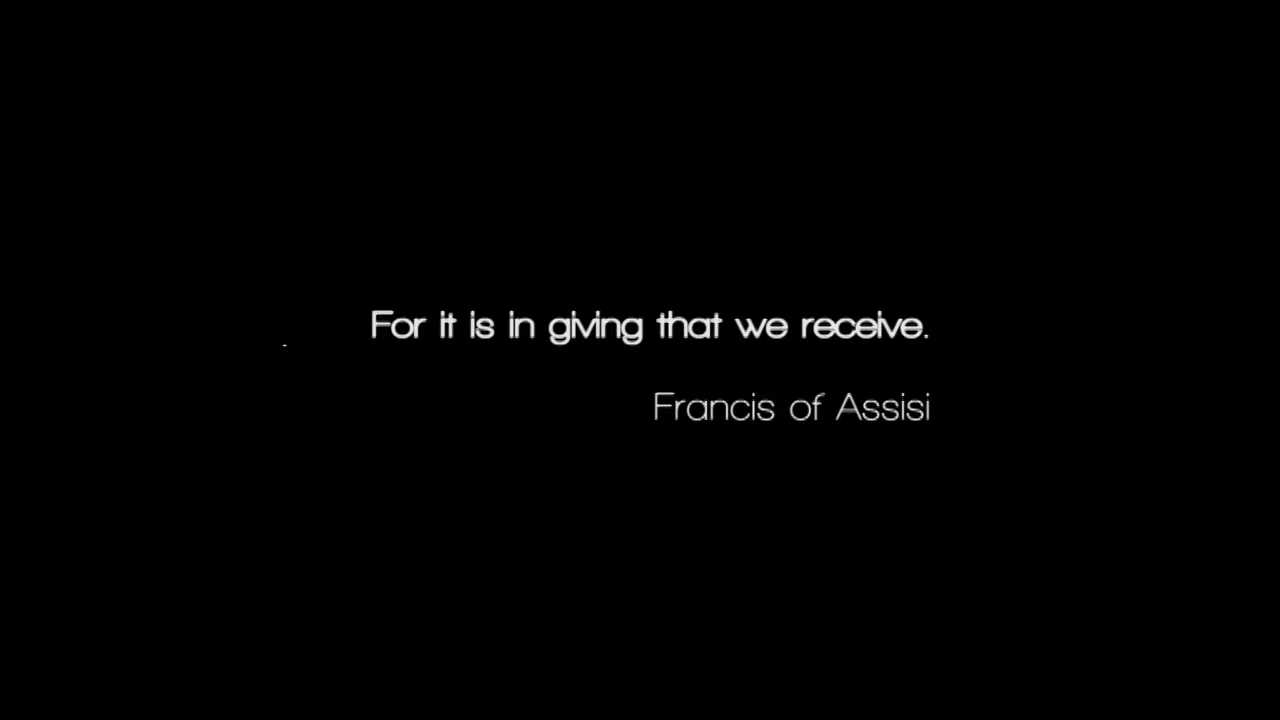 For it is in giving that we receive.
Francis of Assisi